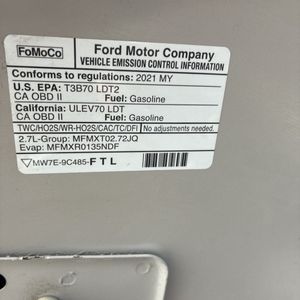 FoMoCo
Ford Motor Company
VEHICLE EMISSION CONTROL INFORMATION
Conforms to regulations: 2021 MY
U.S. EPA: T3B70 LDT2
CA OBD II Fuel: Gasoline
California: ULEV70 LDT
CA OBD II Fuel: Gasoline
TWC/HO2S/WR-HO2S/CAC/TC/DFI
No adjustments needed.
2.7L-Group: MFMXT02.72JQ
Evap: MFMXR0135NDF
MW7E-9C485-FTL